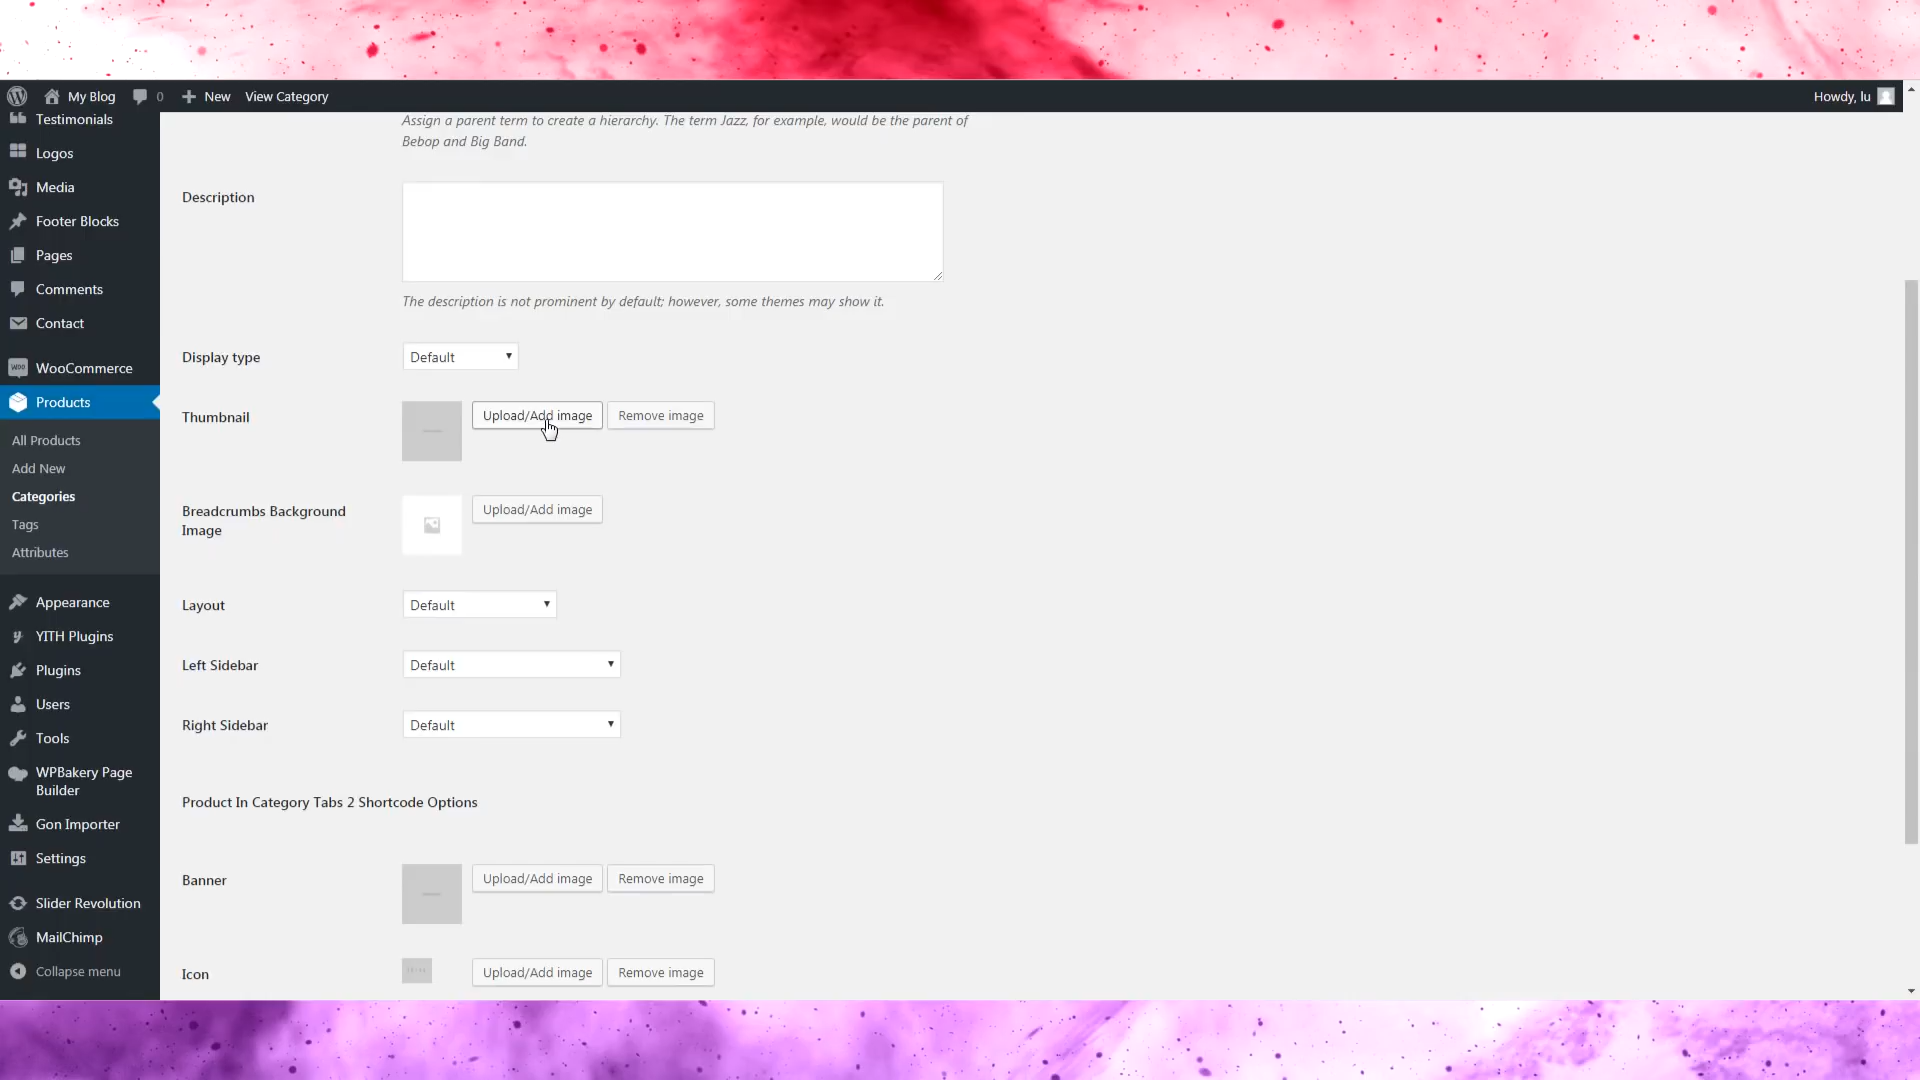 My Blog
0
New
View Category
Howdy, lu
Testimonials
Logos
Media
Footer Blocks
Pages
Comments
Contact
WooCommerce
Products
All Products
Add New
Categories
Tags
Attributes
Appearance
YITH Plugins
Plugins
Users
Tools
WPBakery Page
Builder
Gon Importer
Settings
Slider Revolution
MailChimp
Collapse menu
Assign a parent term to create a hierarchy. The term Jazz, for example, would be the parent of
Bebop and Big Band.
Description
The description is not prominent by default; however, some themes may show it.
Display type
Default
Thumbnail
Upload/Add image
Remove image
Breadcrumbs Background
Image
Upload/Add image
Layout
Default
Left Sidebar
Default
Right Sidebar
Default
Product In Category Tabs 2 Shortcode Options
Banner
Upload/Add image
Remove image
Icon
Upload/Add image
Remove image